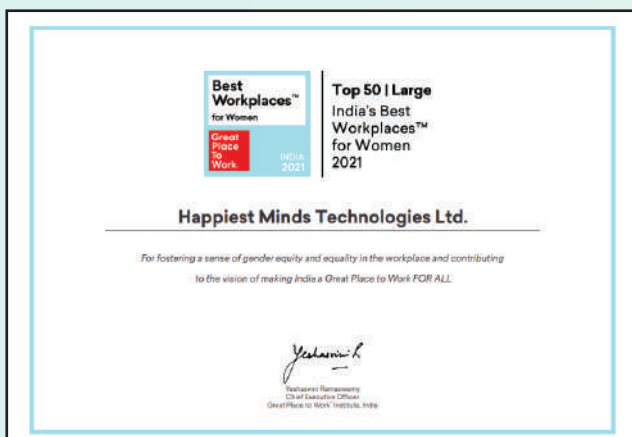 Best
Workplaces™
for Women
Great
Place
To
Work.
INDIA
2021
Top 50 | Large
India's Best
Workplaces™
for Women
2021
Happiest Minds Technologies Ltd.
For fostering a sense of gender equity and equality in the workplace and contributing
to the vision of making India a Great Place to Work FOR ALL
Yeshasvini R
Yeshasvini Ramaswamy
Chief Executive Officer
Great Place to Work® Institute, India